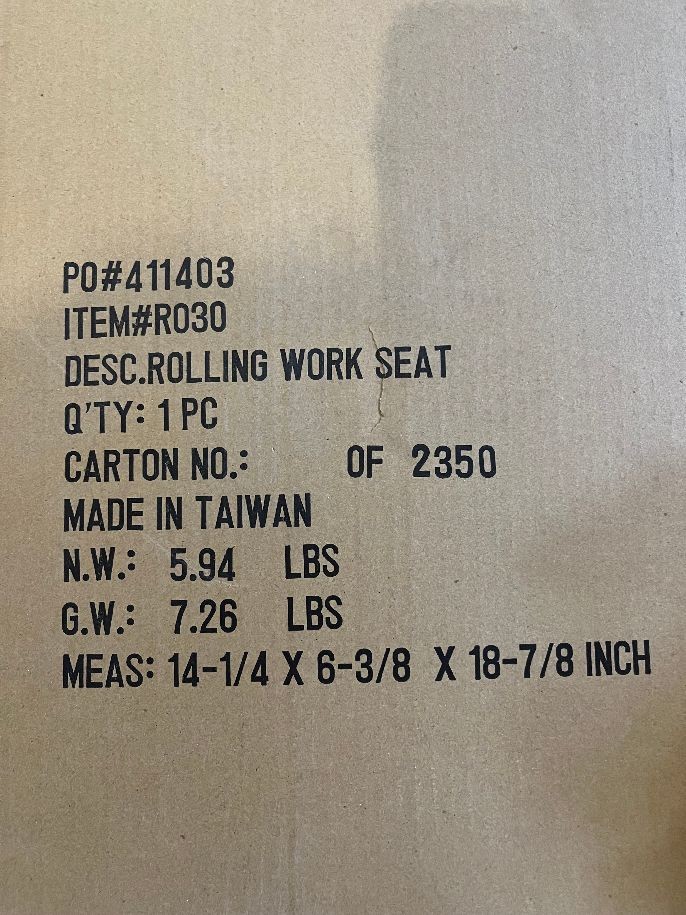 PO#411403
ITEM#R030
DESC.ROLLING WORK SEAT
Q'TY: 1 PC
CARTON NO.: OF 2350
MADE IN TAIWAN
N.W.: 5.94 LBS
G.W.: 7.26 LBS
MEAS: 14-1/4 X 6-3/8 X 18-7/8 INCH